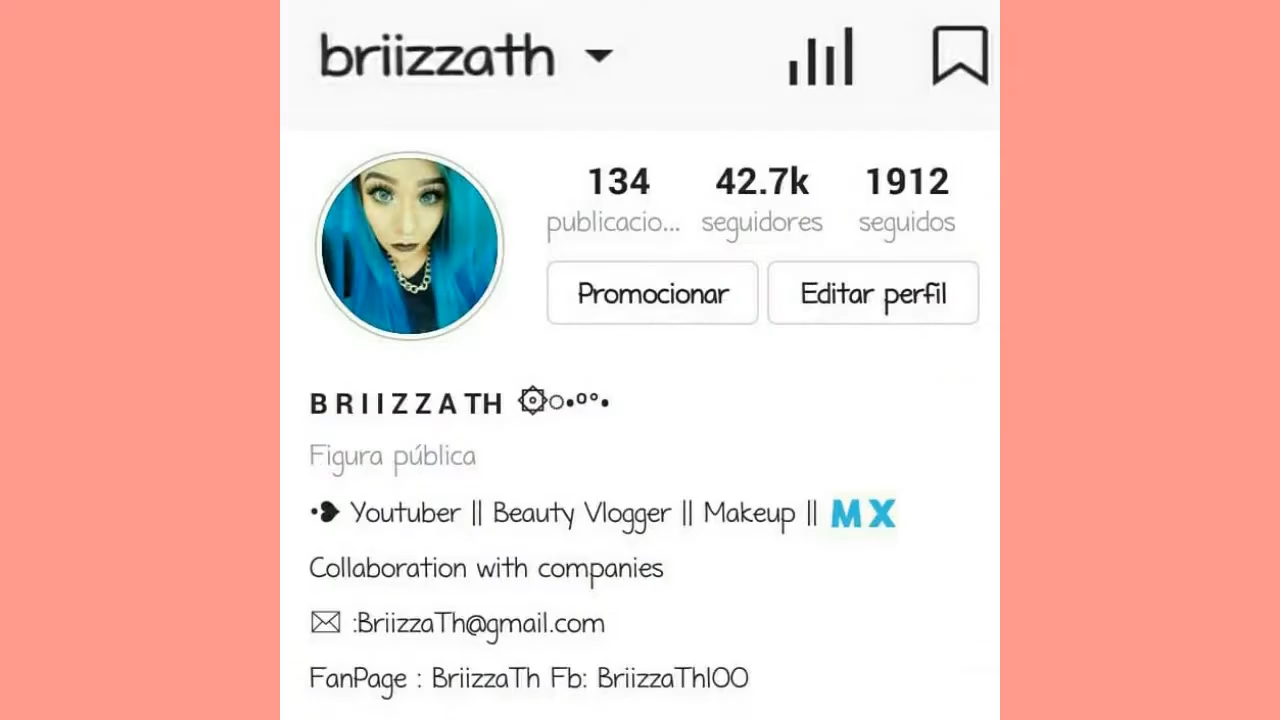 briizzath
134 42.7k 1912
publicacio... seguidores seguidos
Promocionar Editar perfil
B R I I Z Z A TH ۞○•°°•
Figura pública
•❥ Youtuber || Beauty Vlogger || Makeup || MX
Collaboration with companies
✉ :BriizzaTh@gmail.com
FanPage : BriizzaTh Fb: BriizzaTh100